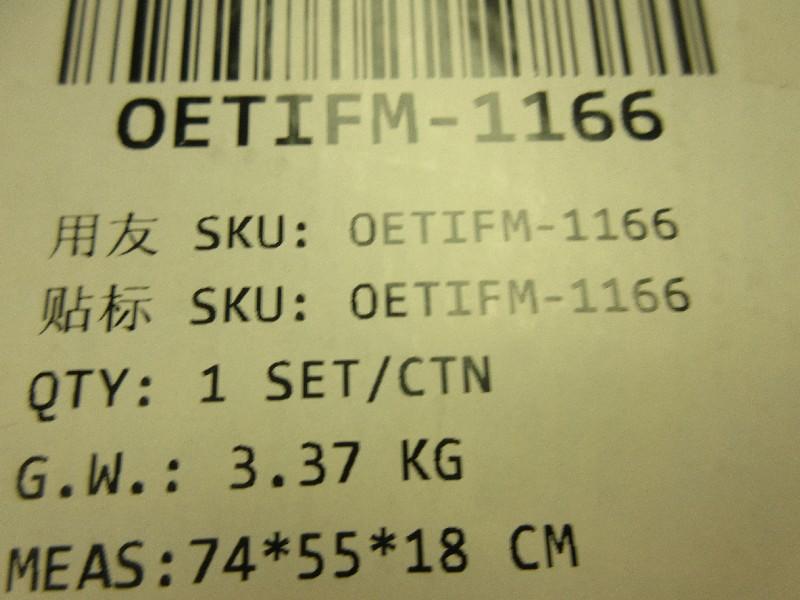 OETIFM-1166
用友 SKU: OETIFM-1166
贴标 SKU: OETIFM-1166
QTY: 1 SET/CTN
G.W.: 3.37 KG
MEAS:74*55*18 CM